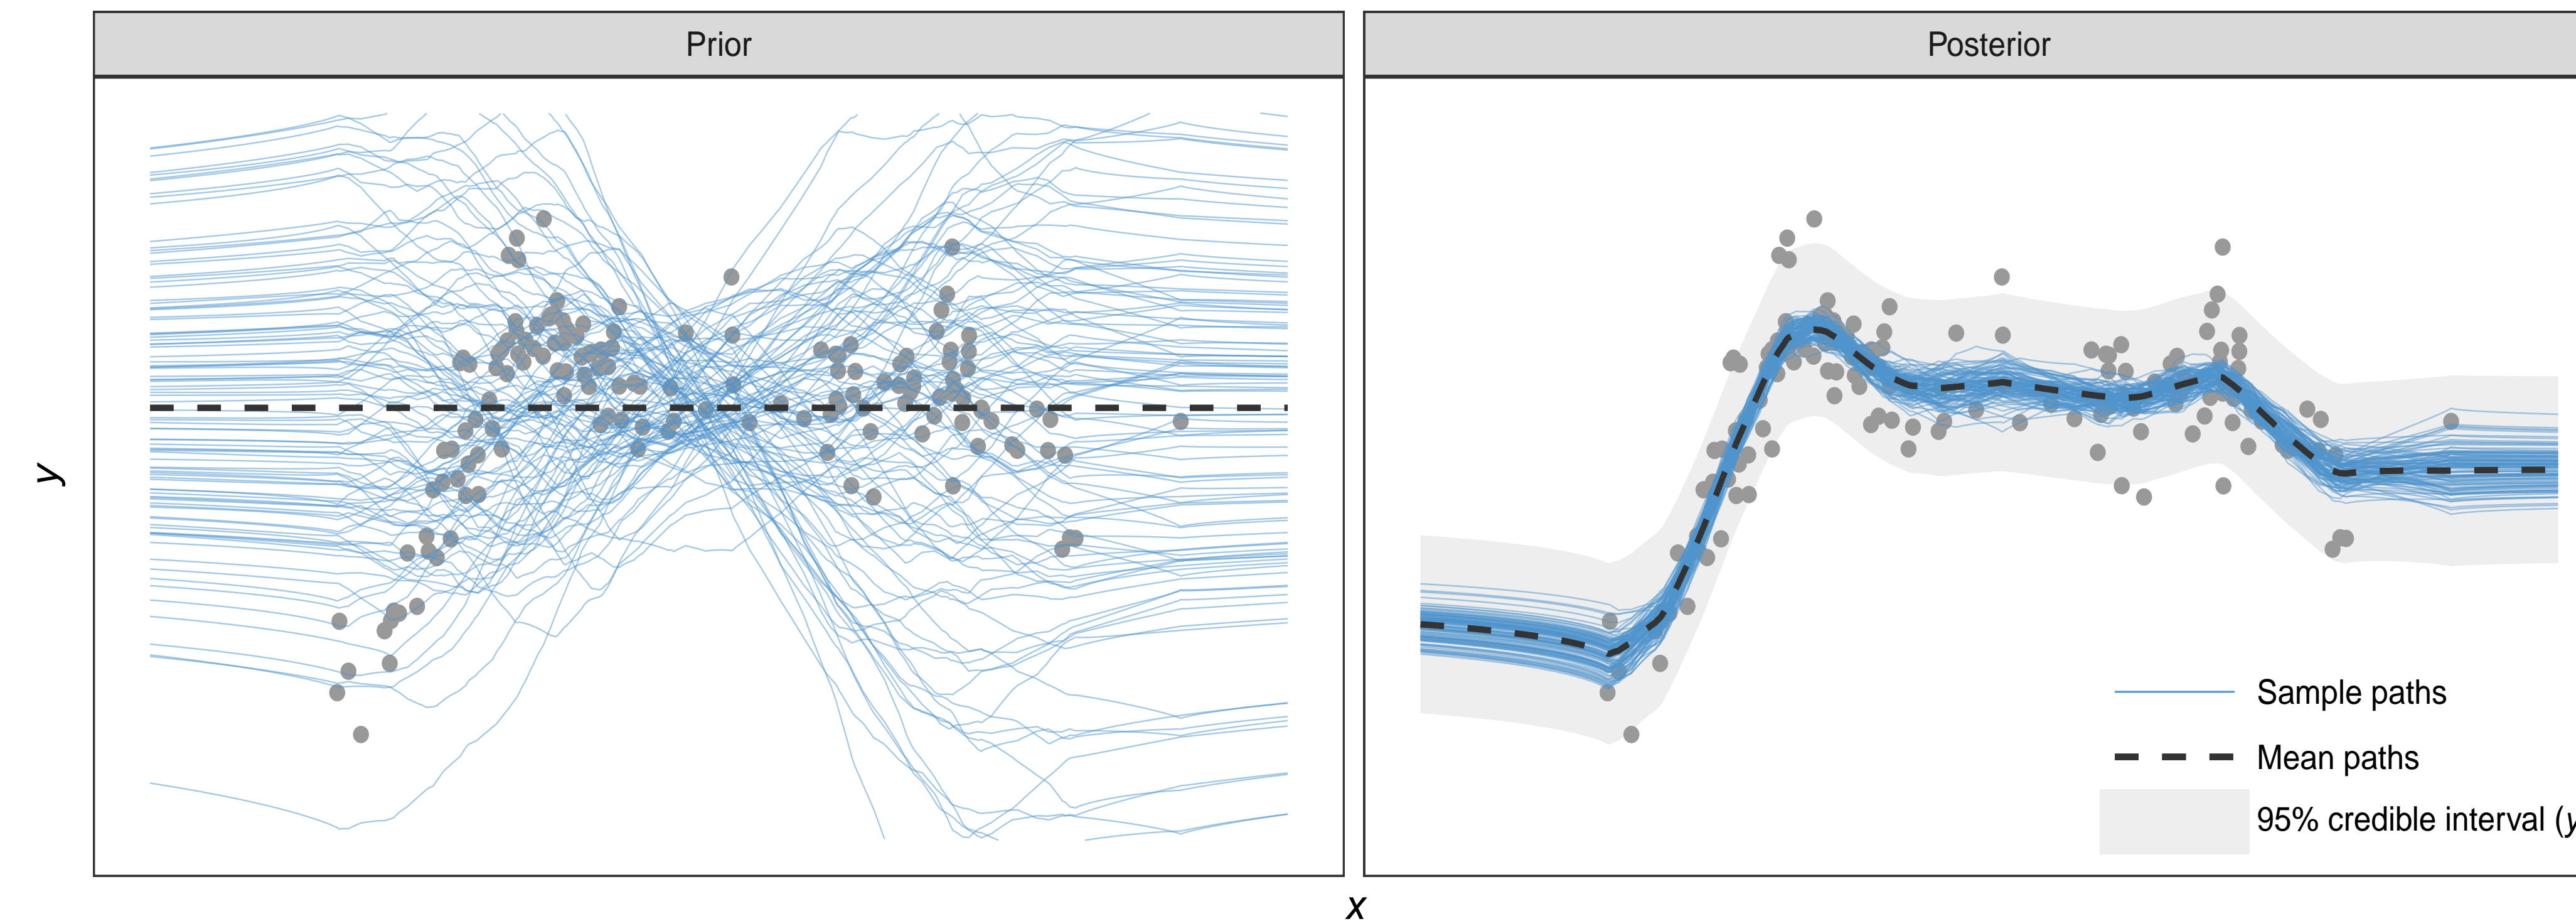 Prior
Posterior
y
Sample paths
Mean paths
95% credible interval (y
x